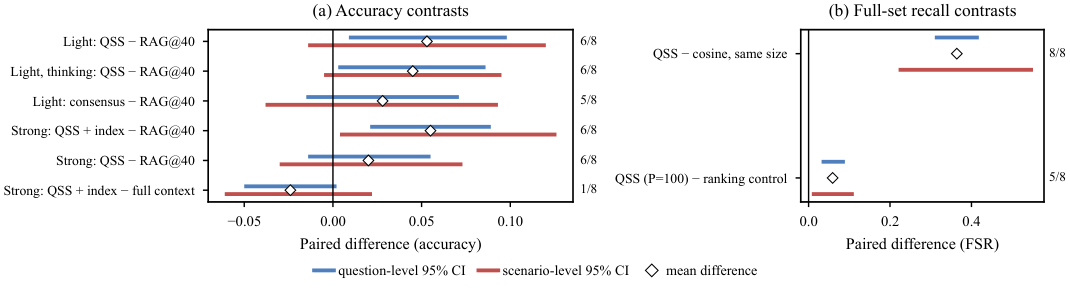 (a) Accuracy contrasts
Light: QSS − RAG@40
6/8
Light, thinking: QSS − RAG@40
6/8
Light: consensus − RAG@40
5/8
Strong: QSS + index − RAG@40
6/8
Strong: QSS − RAG@40
6/8
Strong: QSS + index − full context
1/8
−0.05
0.00
0.05
0.10
Paired difference (accuracy)
(b) Full-set recall contrasts
QSS − cosine, same size
8/8
QSS (P=100) − ranking control
5/8
0.0
0.2
0.4
Paired difference (FSR)
question-level 95% CI
scenario-level 95% CI
mean difference